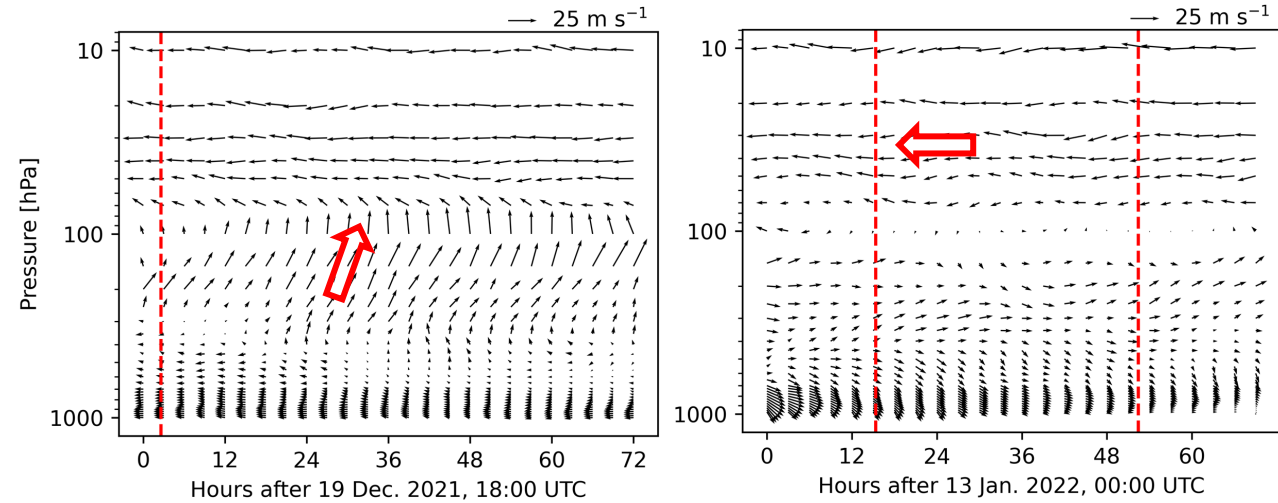 25 m s⁻¹
10
100
1000
Pressure [hPa]
0 12 24 36 48 60 72
Hours after 19 Dec. 2021, 18:00 UTC
25 m s⁻¹
10
100
1000
0 12 24 36 48 60
Hours after 13 Jan. 2022, 00:00 UTC